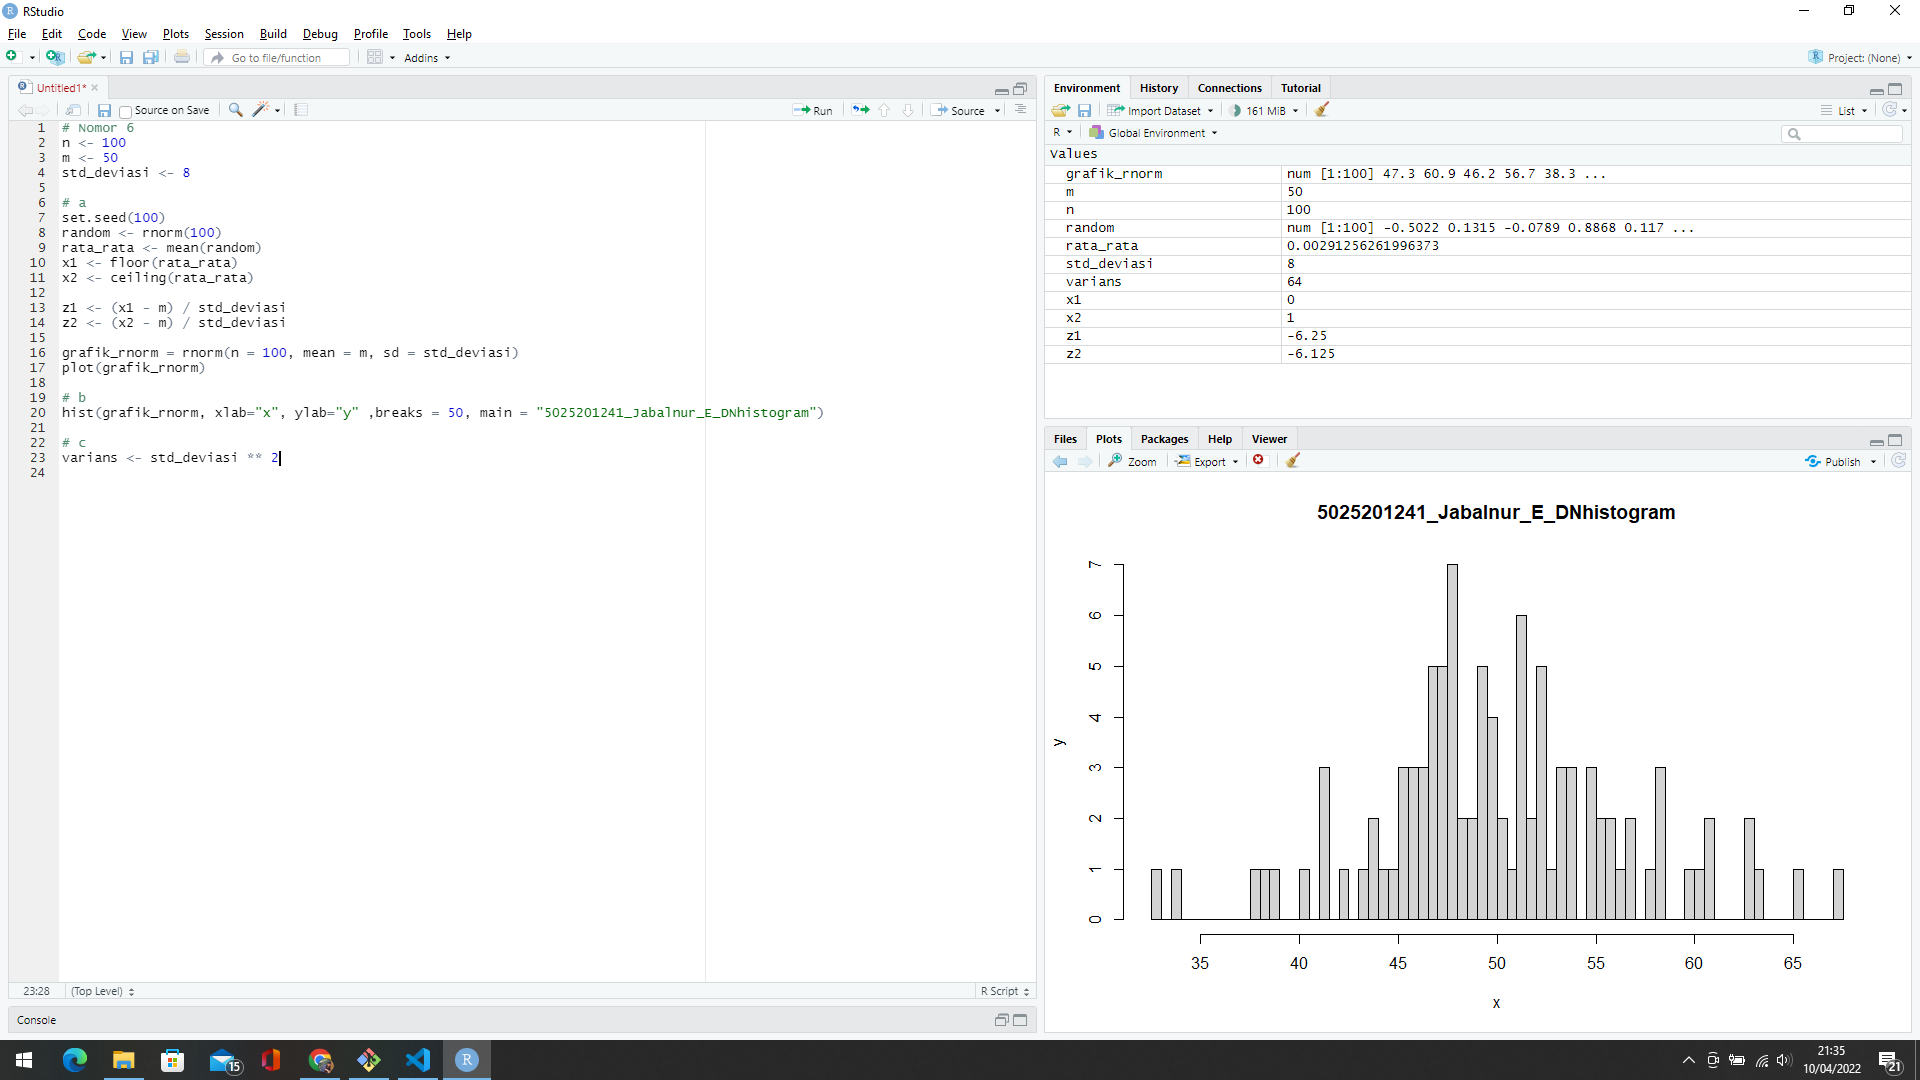 RStudio
File Edit Code View Plots Session Build Debug Profile Tools Help
Go to file/function Addins Project: (None)
Untitled1*
Source on Save Run Source
1 # Nomor 6
2 n <- 100
3 m <- 50
4 std_deviasi <- 8
5
6 # a
7 set.seed(100)
8 random <- rnorm(100)
9 rata_rata <- mean(random)
10 x1 <- floor(rata_rata)
11 x2 <- ceiling(rata_rata)
12
13 z1 <- (x1 - m) / std_deviasi
14 z2 <- (x2 - m) / std_deviasi
15
16 grafik_rnorm = rnorm(n = 100, mean = m, sd = std_deviasi)
17 plot(grafik_rnorm)
18
19 # b
20 hist(grafik_rnorm, xlab="x", ylab="y" ,breaks = 50, main = "5025201241_Jabalnur_E_DNhistogram")
21
22 # c
23 varians <- std_deviasi ** 2
24
23:28 (Top Level) R Script
Console
Environment History Connections Tutorial
Import Dataset 161 MiB List
R Global Environment
Values
grafik_rnorm num [1:100] 47.3 60.9 46.2 56.7 38.3 ...
m 50
n 100
random num [1:100] -0.5022 0.1315 -0.0789 0.8868 0.117 ...
rata_rata 0.00291256261996373
std_deviasi 8
varians 64
x1 0
x2 1
z1 -6.25
z2 -6.125
Files Plots Packages Help Viewer
Zoom Export Publish
5025201241_Jabalnur_E_DNhistogram
7
6
5
4
3
2
1
0
y
35 40 45 50 55 60 65
x
15
R
21:35
10/04/2022
21